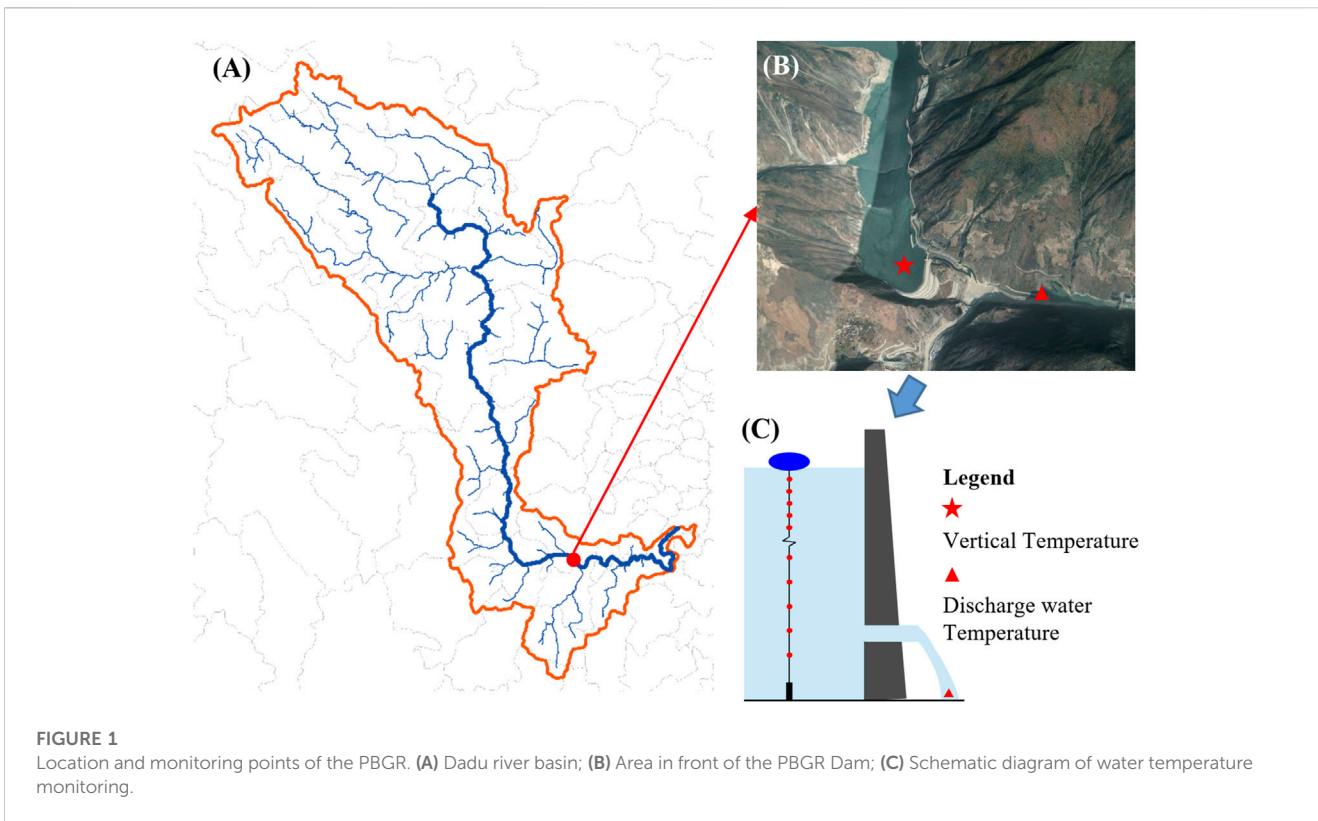 (A)
(B)
(C)
Legend
Vertical Temperature
Discharge water
Temperature
FIGURE 1
Location and monitoring points of the PBGR. (A) Dadu river basin; (B) Area in front of the PBGR Dam; (C) Schematic diagram of water temperature
monitoring.